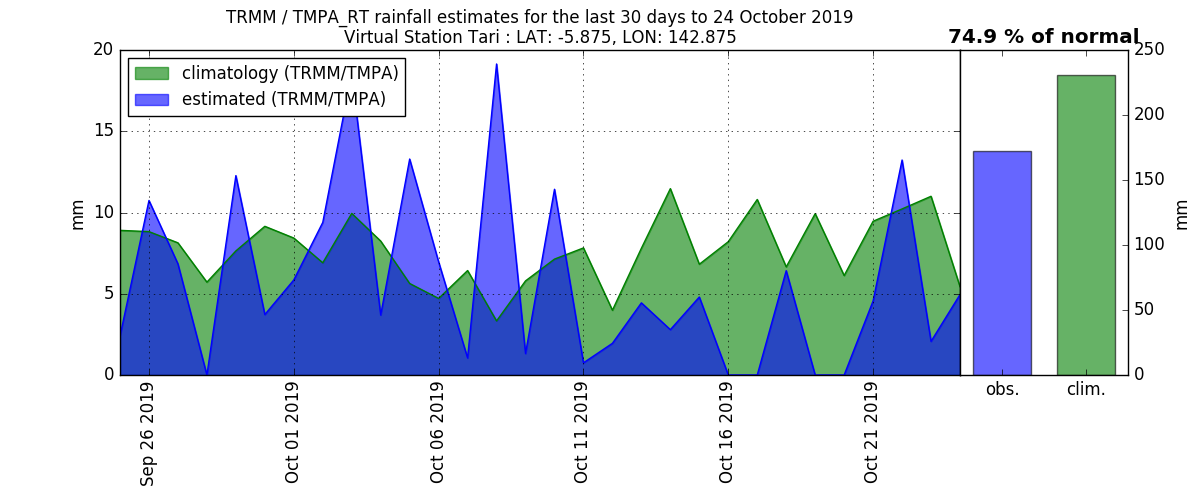 TRMM / TMPA_RT rainfall estimates for the last 30 days to 24 October 2019
Virtual Station Tari : LAT: -5.875, LON: 142.875
74.9 % of normal
climatology (TRMM/TMPA)
estimated (TRMM/TMPA)
20
15
10
5
0
mm
250
200
150
100
50
0
mm
Sep 26 2019
Oct 01 2019
Oct 06 2019
Oct 11 2019
Oct 16 2019
Oct 21 2019
obs.
clim.